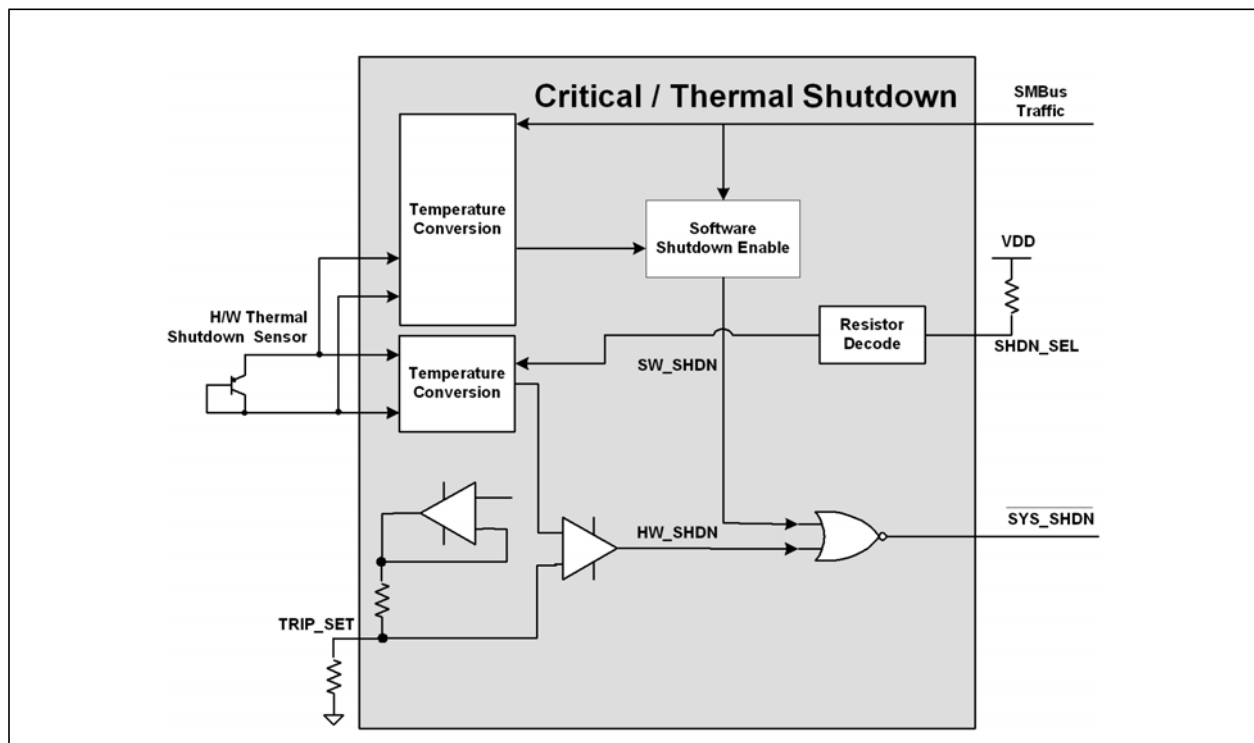 Critical / Thermal Shutdown
SMBus
Traffic
Temperature
Conversion
Software
Shutdown Enable
VDD
H/W Thermal
Shutdown Sensor
Resistor
Decode
SHDN_SEL
SW_SHDN
Temperature
Conversion
SYS_SHDN
HW_SHDN
TRIP_SET